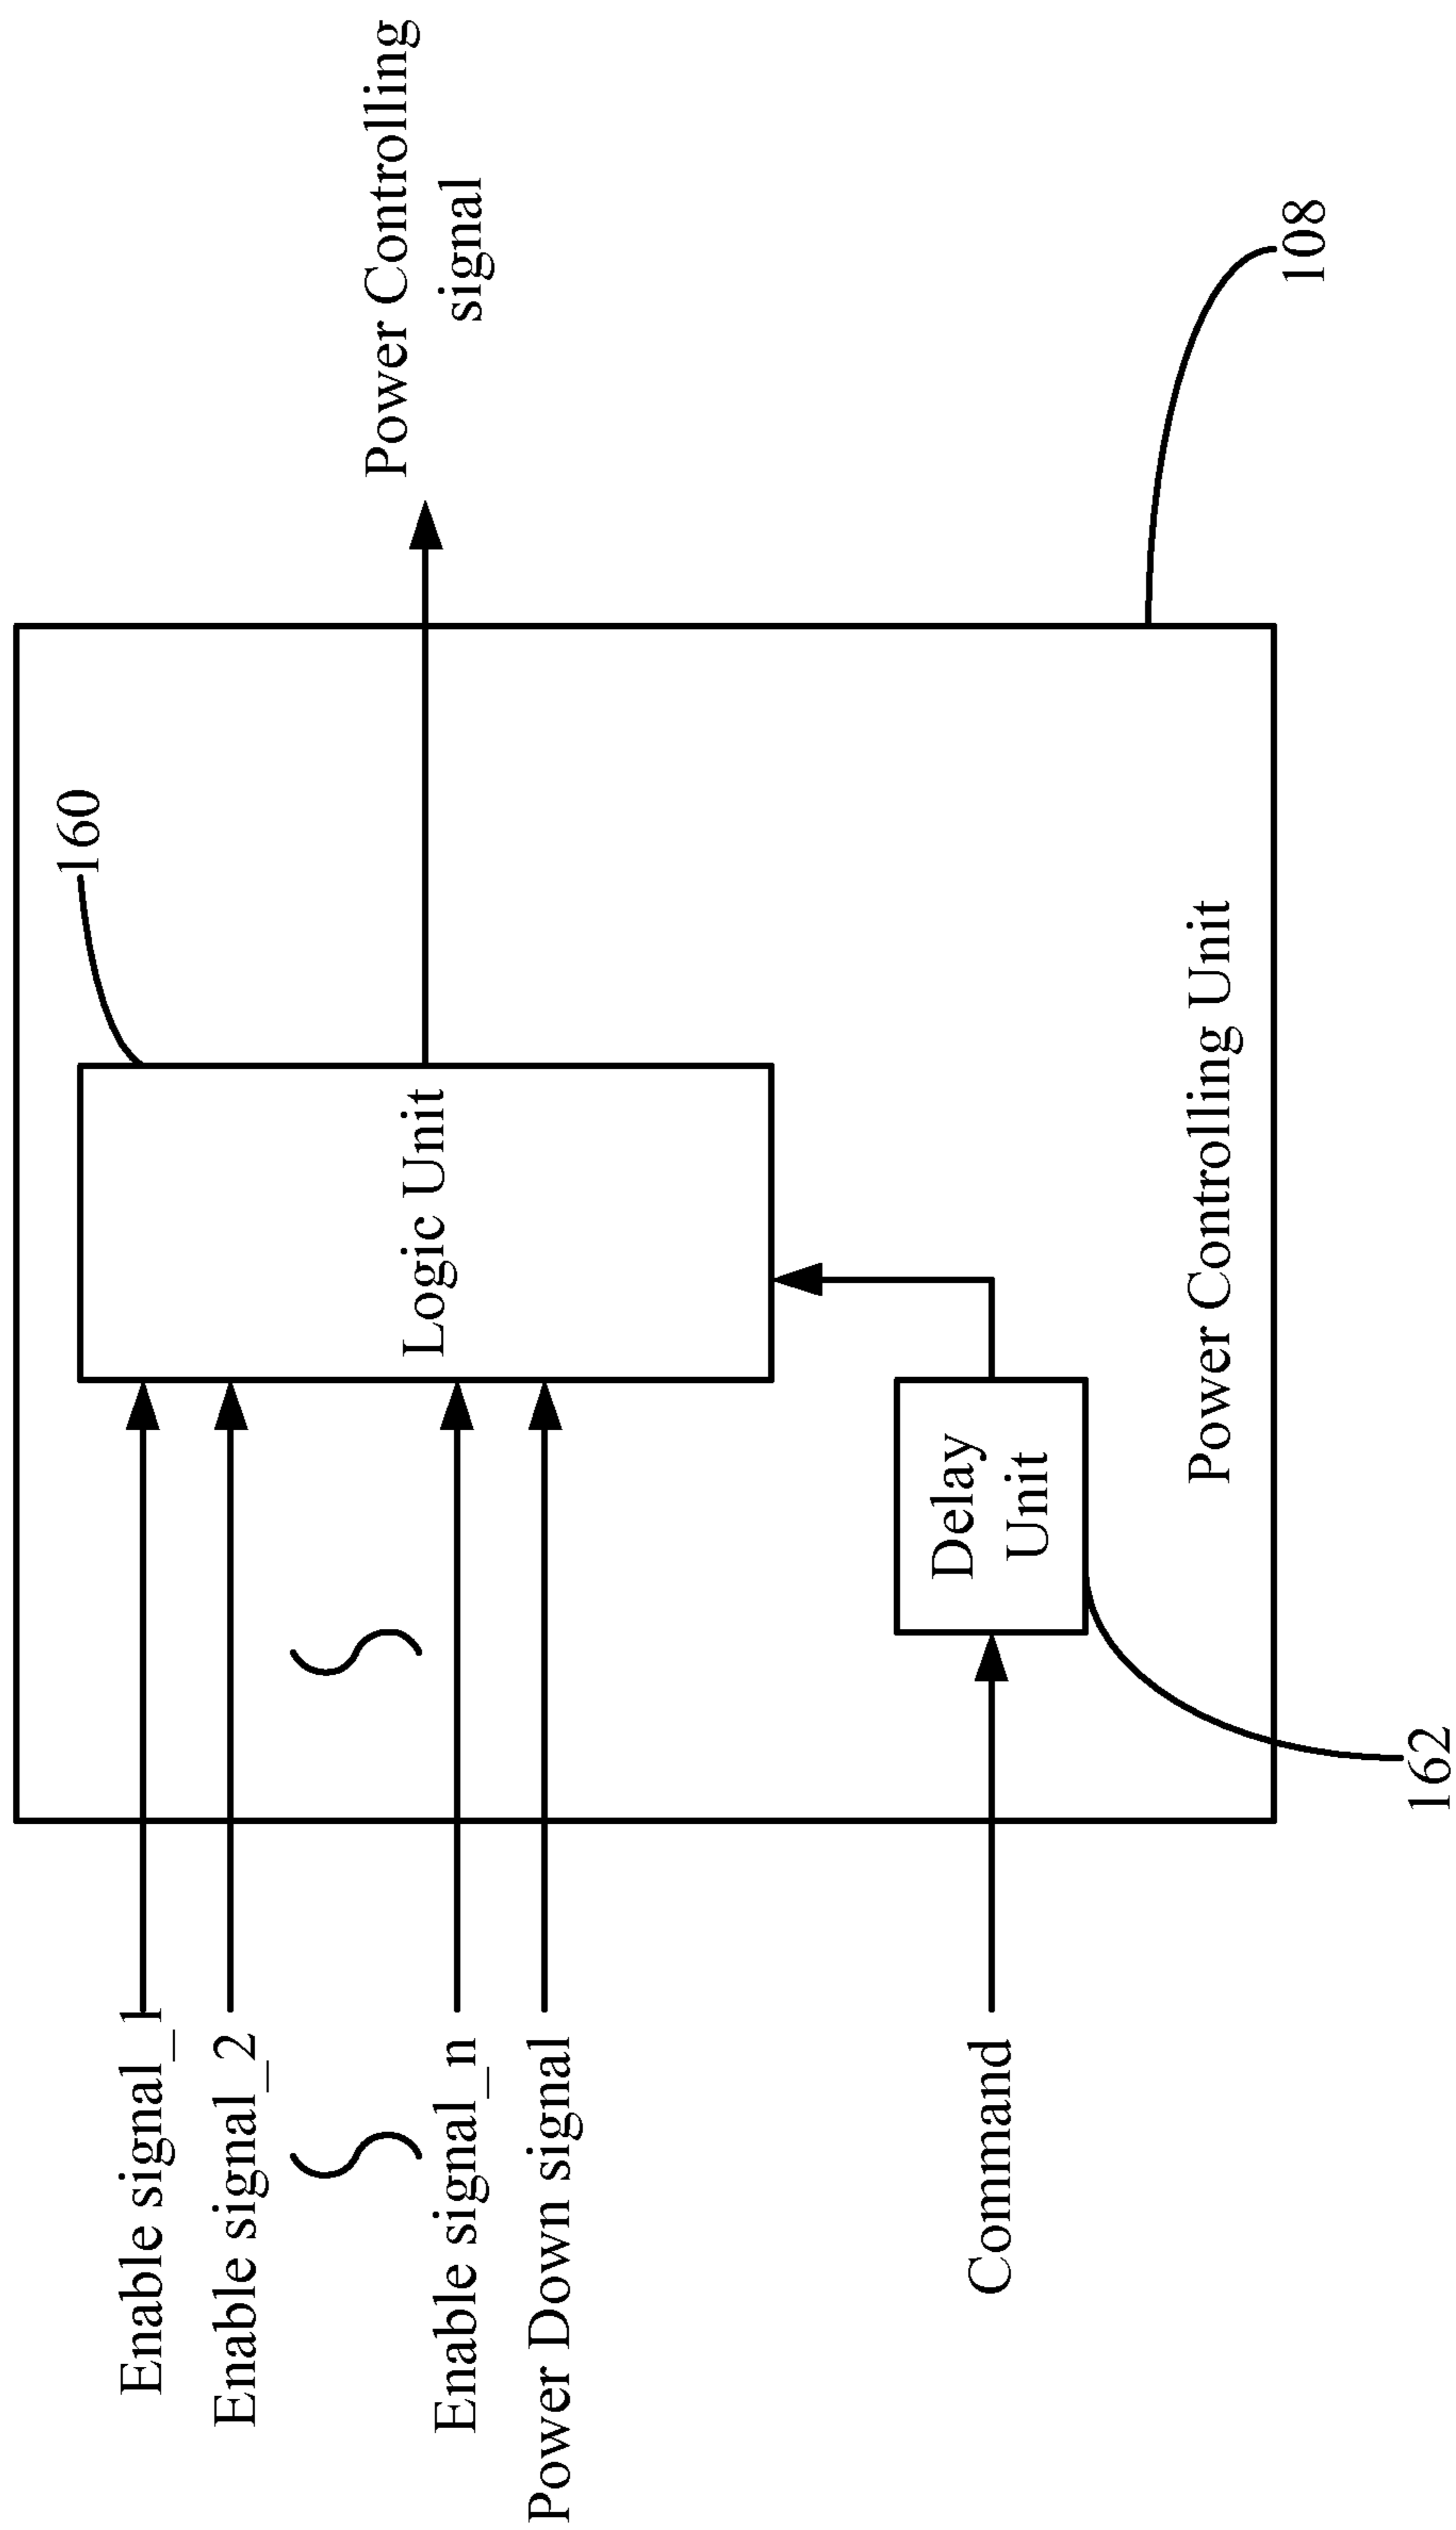 Enable signal_1
Enable signal_2
Enable signal_n
Power Down signal
Command
160
Logic Unit
Delay
Unit
162
Power Controlling Unit
108
Power Controlling
signal